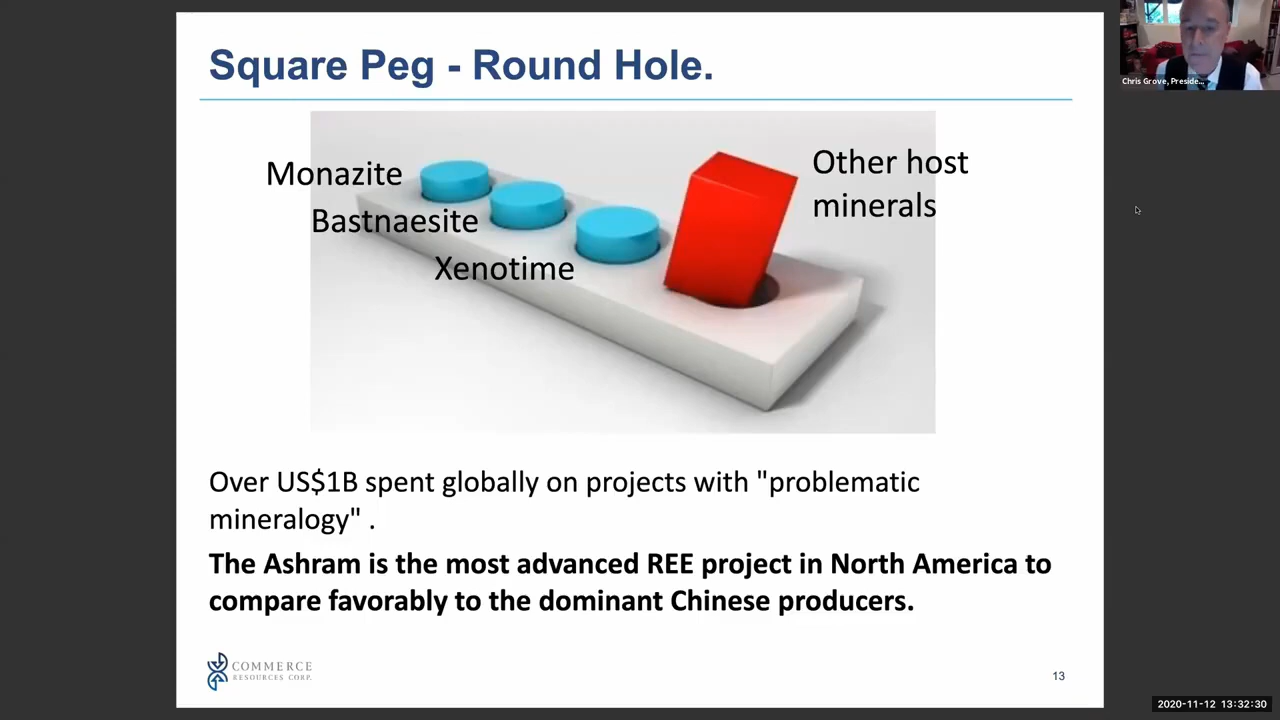 Square Peg - Round Hole.
Monazite
Bastnaesite
Xenotime
Other host
minerals
Over US$1B spent globally on projects with "problematic
mineralogy" .
The Ashram is the most advanced REE project in North America to
compare favorably to the dominant Chinese producers.
COMMERCE
RESOURCES CORP.
13
Chris Grove, Preside...
2020-11-12 13:32:30